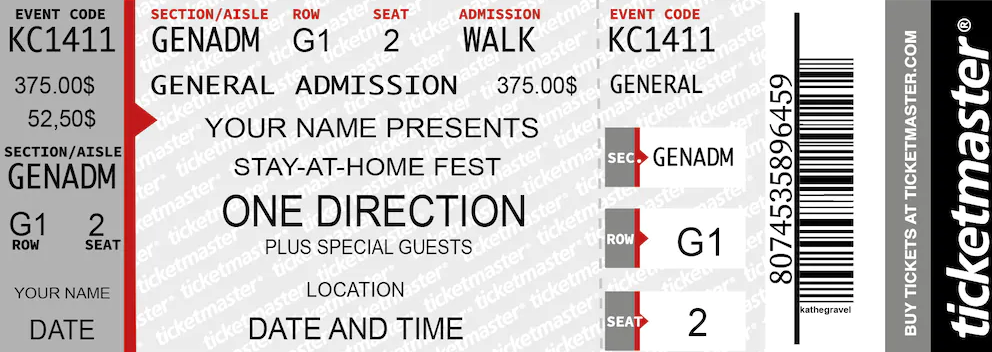 EVENT CODE
KC1411
375.00$
52,50$
SECTION/AISLE
GENADM
G1 2
ROW SEAT
YOUR NAME
DATE
SECTION/AISLE ROW SEAT ADMISSION
GENADM G1 2 WALK
GENERAL ADMISSION 375.00$
YOUR NAME PRESENTS
STAY-AT-HOME FEST
ONE DIRECTION
PLUS SPECIAL GUESTS
LOCATION
DATE AND TIME
EVENT CODE
KC1411
GENERAL
SEC. GENADM
ROW G1
SEAT 2
8074535896459
kathegravel
BUY TICKETS AT TICKETMASTER.COM
ticketmaster®